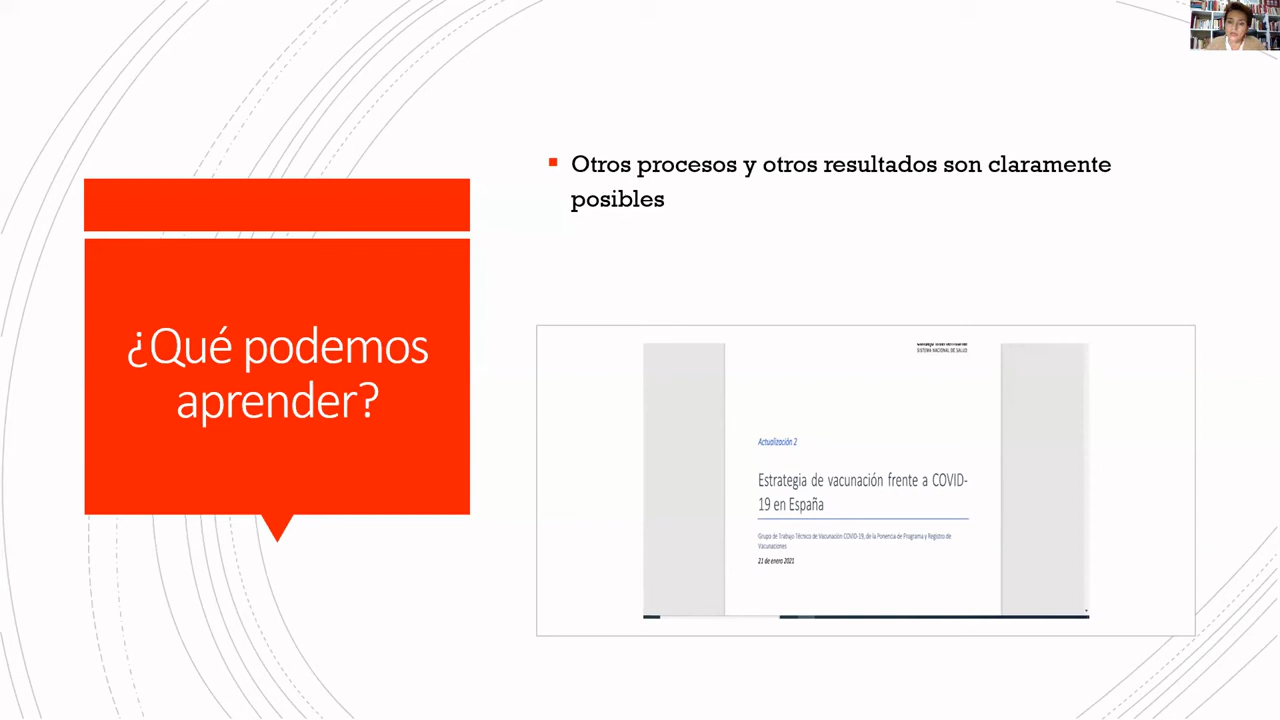 Otros procesos y otros resultados son claramente
posibles
¿Qué podemos
aprender?
SISTEMA NACIONAL DE SALUD
Actualización 2
Estrategia de vacunación frente a COVID-
19 en España
Grupo de Trabajo Técnico de Vacunación COVID-19, de la Ponencia de Programa y Registro de
Vacunaciones
21 de enero 2021